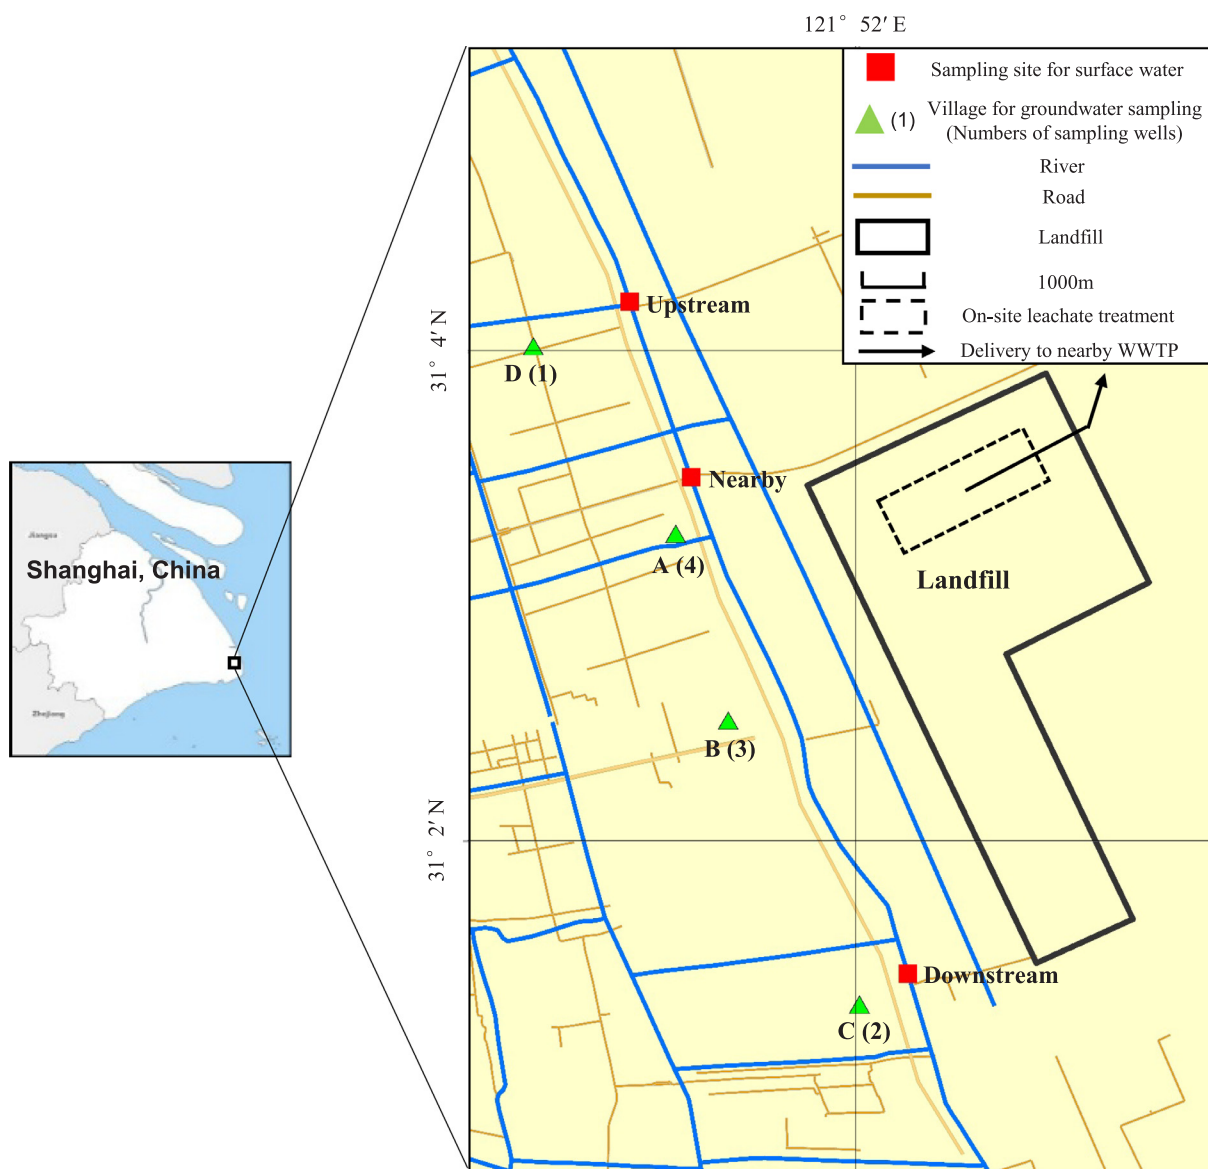 121° 52′ E
Sampling site for surface water
(1) Village for groundwater sampling
(Numbers of sampling wells)
River
Road
Landfill
1000m
On-site leachate treatment
Delivery to nearby WWTP
Upstream
31° 4′ N
D (1)
Nearby
A (4)
Landfill
Jiangsu
Shanghai, China
Zhejiang
B (3)
31° 2′ N
Downstream
C (2)